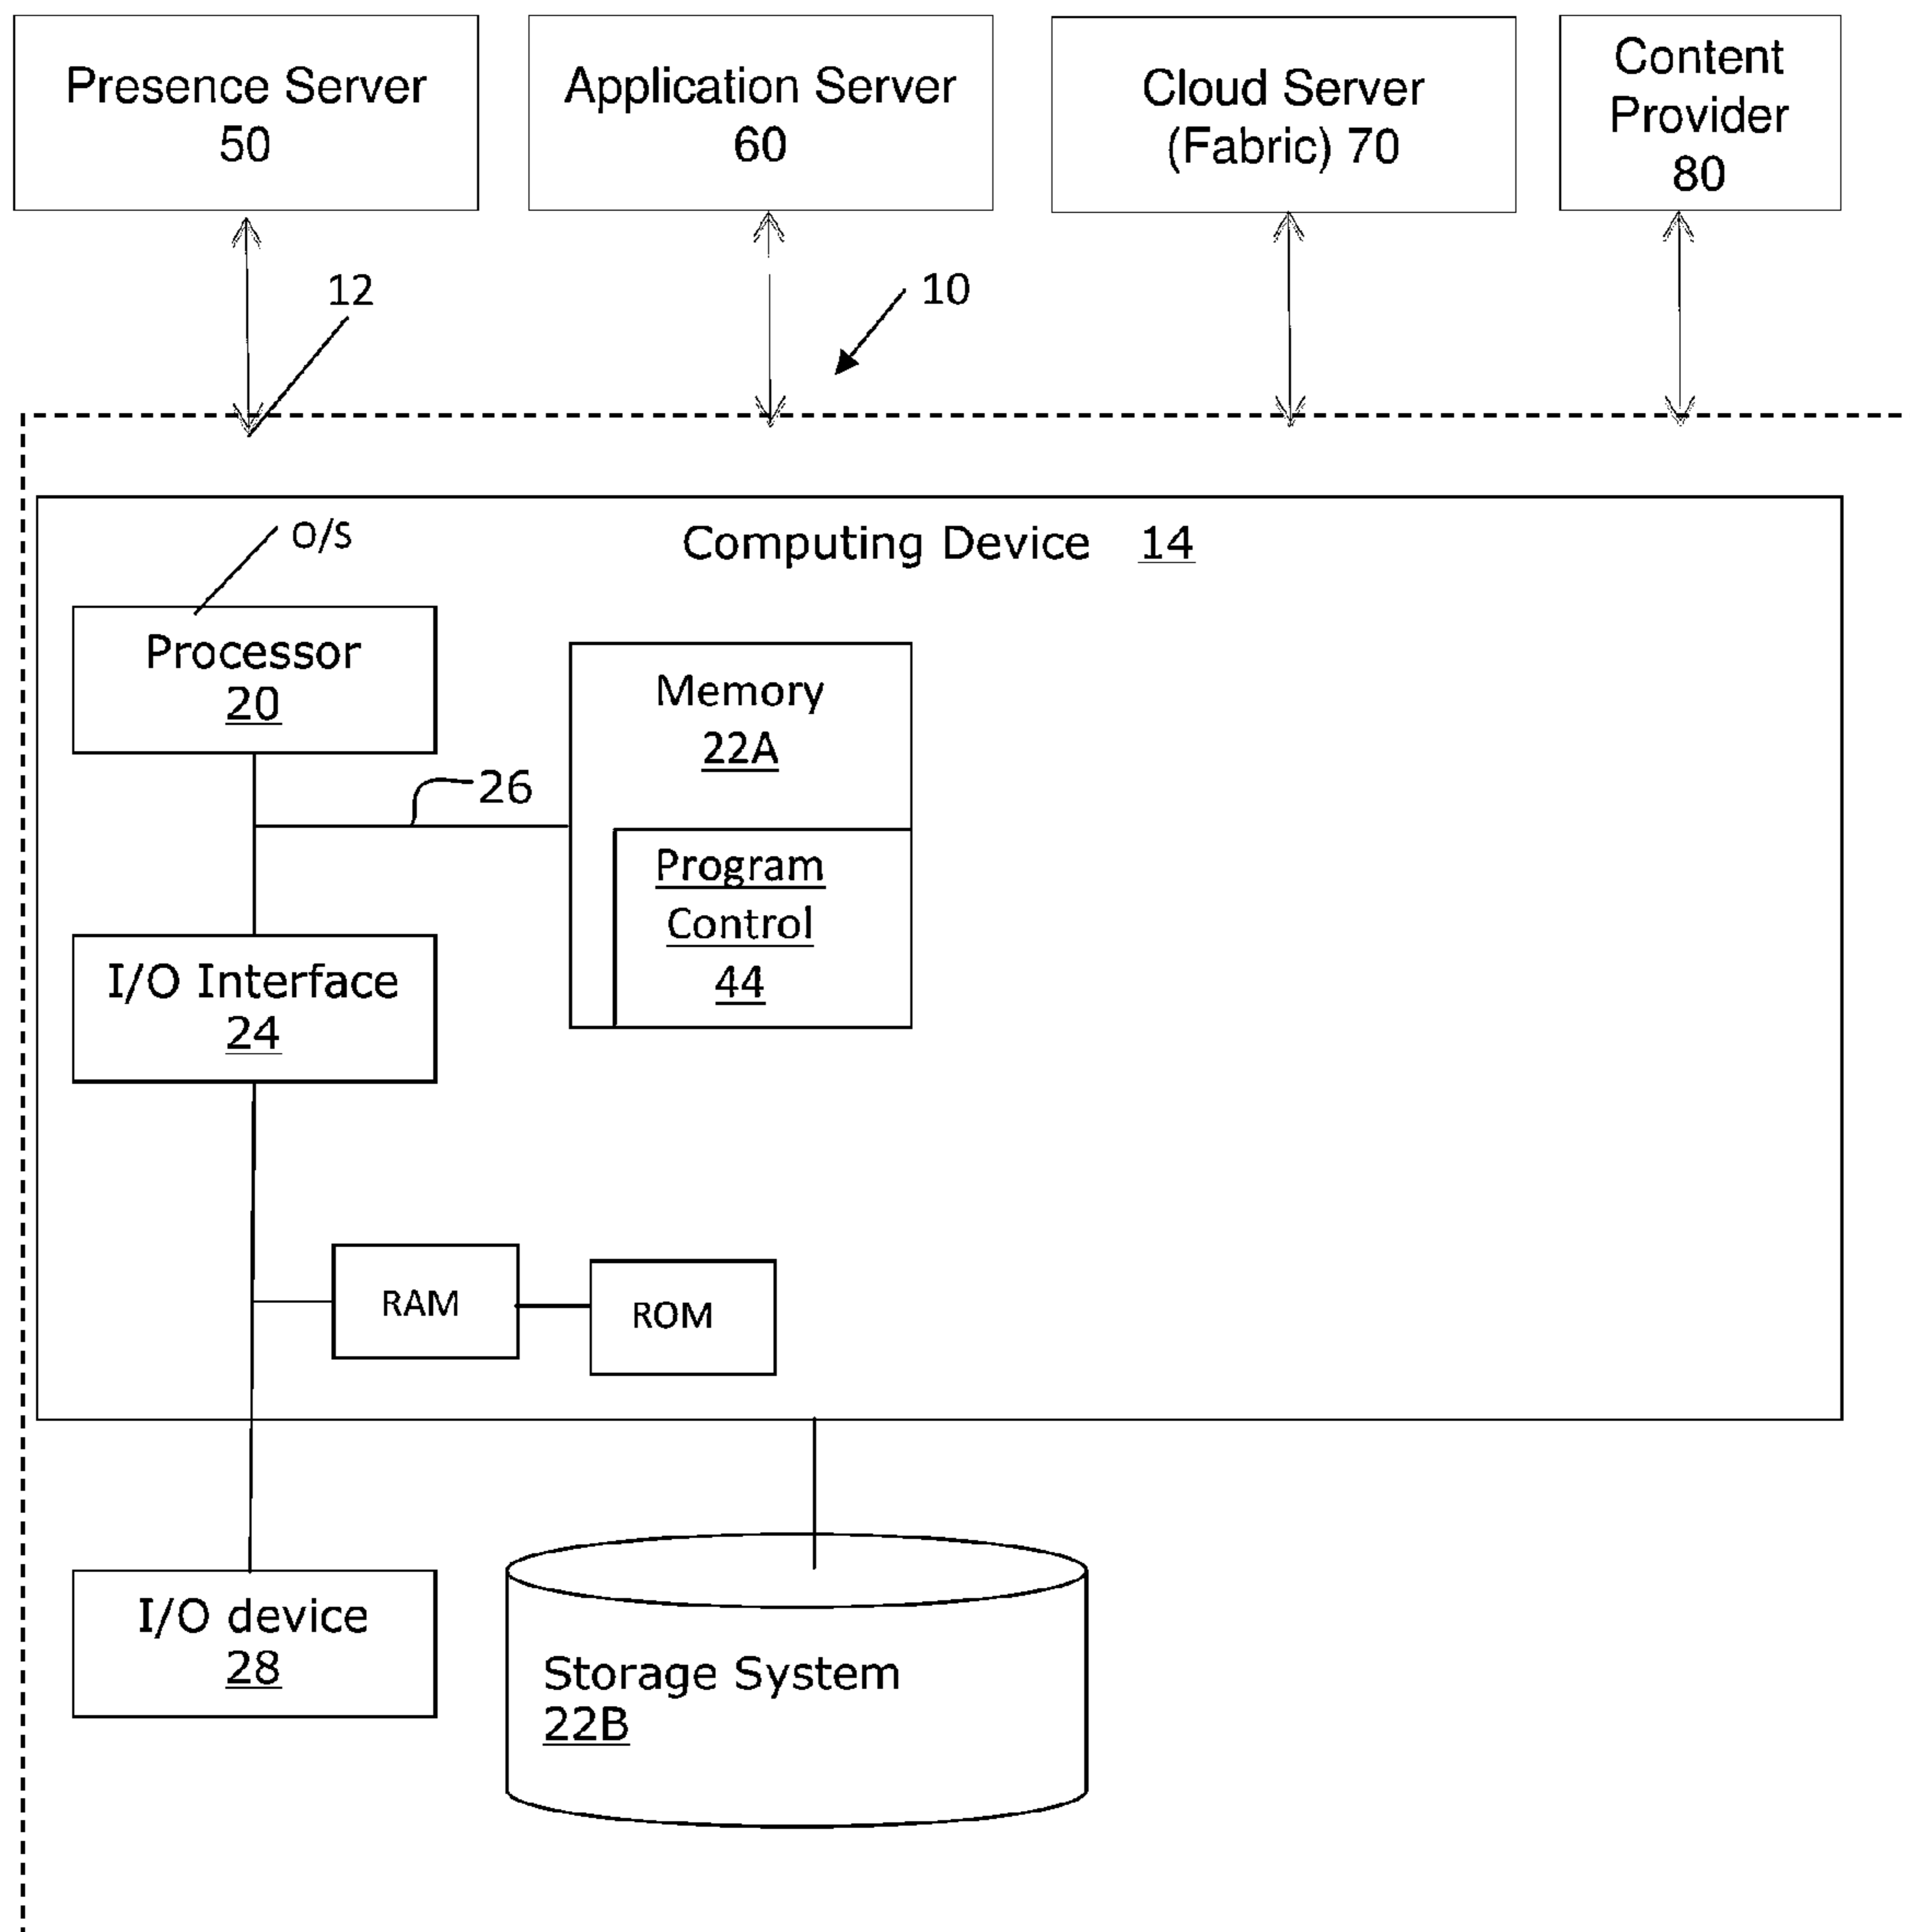 Presence Server
50
Application Server
60
Cloud Server
(Fabric) 70
Content
Provider
80
12
10
O/S
Computing Device 14
Processor
20
Memory
22A
26
Program
Control
44
I/O Interface
24
RAM
ROM
I/O device
28
Storage System
22B